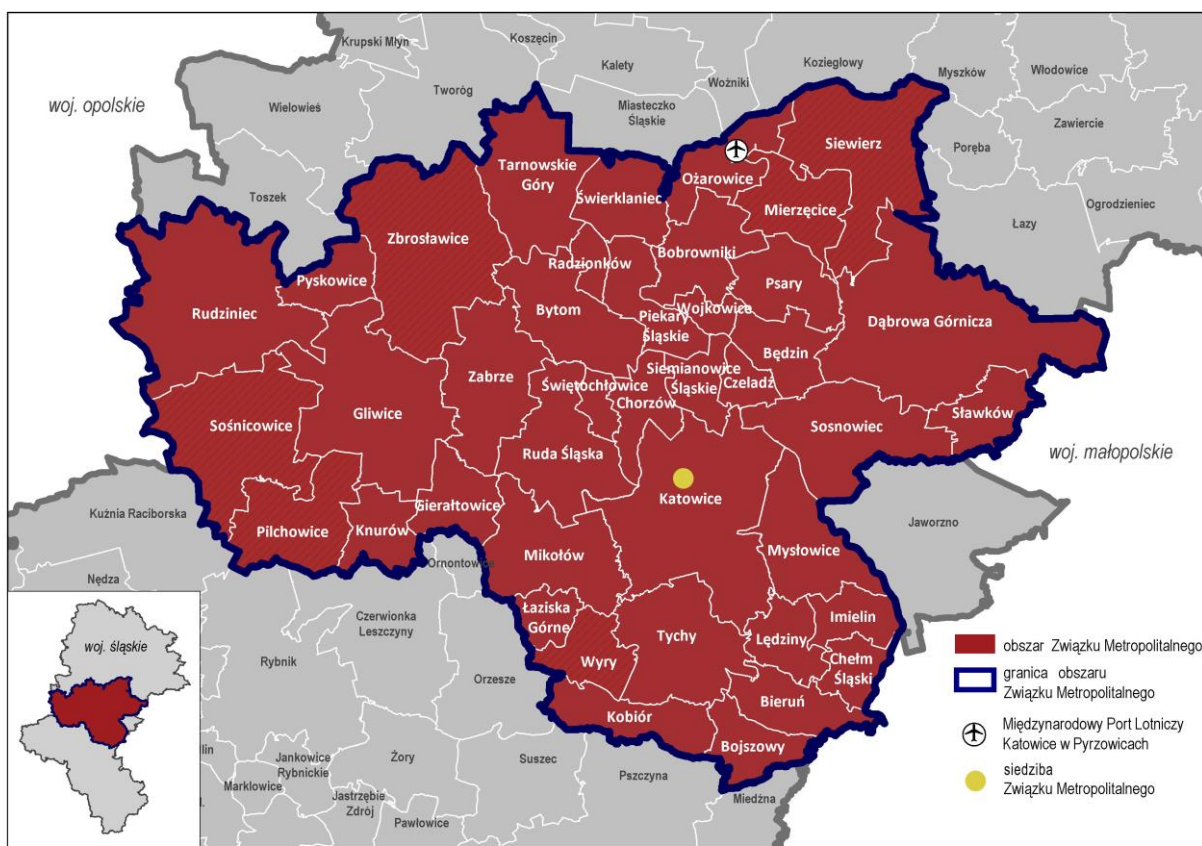 Krupski Młyn
Koszęcin
Kalety
Woźniki
Koziegłowy
Myszków
Włodowice
woj. opolskie
Wielowieś
Tworóg
Miasteczko
Śląskie
Zawiercie
Poręba
Siewierz
Tarnowskie
Góry
Ożarowice
Świerklaniec
Toszek
Mierzęcice
Ogrodzieniec
Łazy
Zbrosławice
Bobrowniki
Radzionków
Pyskowice
Psary
Rudziniec
Bytom
Wojkowice
Piekary
Śląskie
Dąbrowa Górnicza
Będzin
Siemianowice
Śląskie
Zabrze
Świętochłowice
Czeladź
Chorzów
Gliwice
Sośnicowice
Sosnowiec
Sławków
Ruda Śląska
woj. małopolskie
Katowice
Gierałtowice
Kuźnia Raciborska
Pilchowice
Knurów
Jaworzno
Mikołów
Mysłowice
Ornontowice
Nędza
Łaziska
Górne
Czerwionka
Leszczyny
Imielin
Tychy
Lędziny
woj. śląskie
Rybnik
Wyry
Chełm
Śląski
Orzesze
Bieruń
Kobiór
Bojszowy
lin
Jankowice
Rybnickie
Żory
Suszec
Pszczyna
Marklowice
Jastrzębie
Zdrój
Pawłowice
Miedźna
obszar Związku Metropolitalnego
granica obszaru
Związku Metropolitalnego
Międzynarodowy Port Lotniczy
Katowice w Pyrzowicach
siedziba
Związku Metropolitalnego